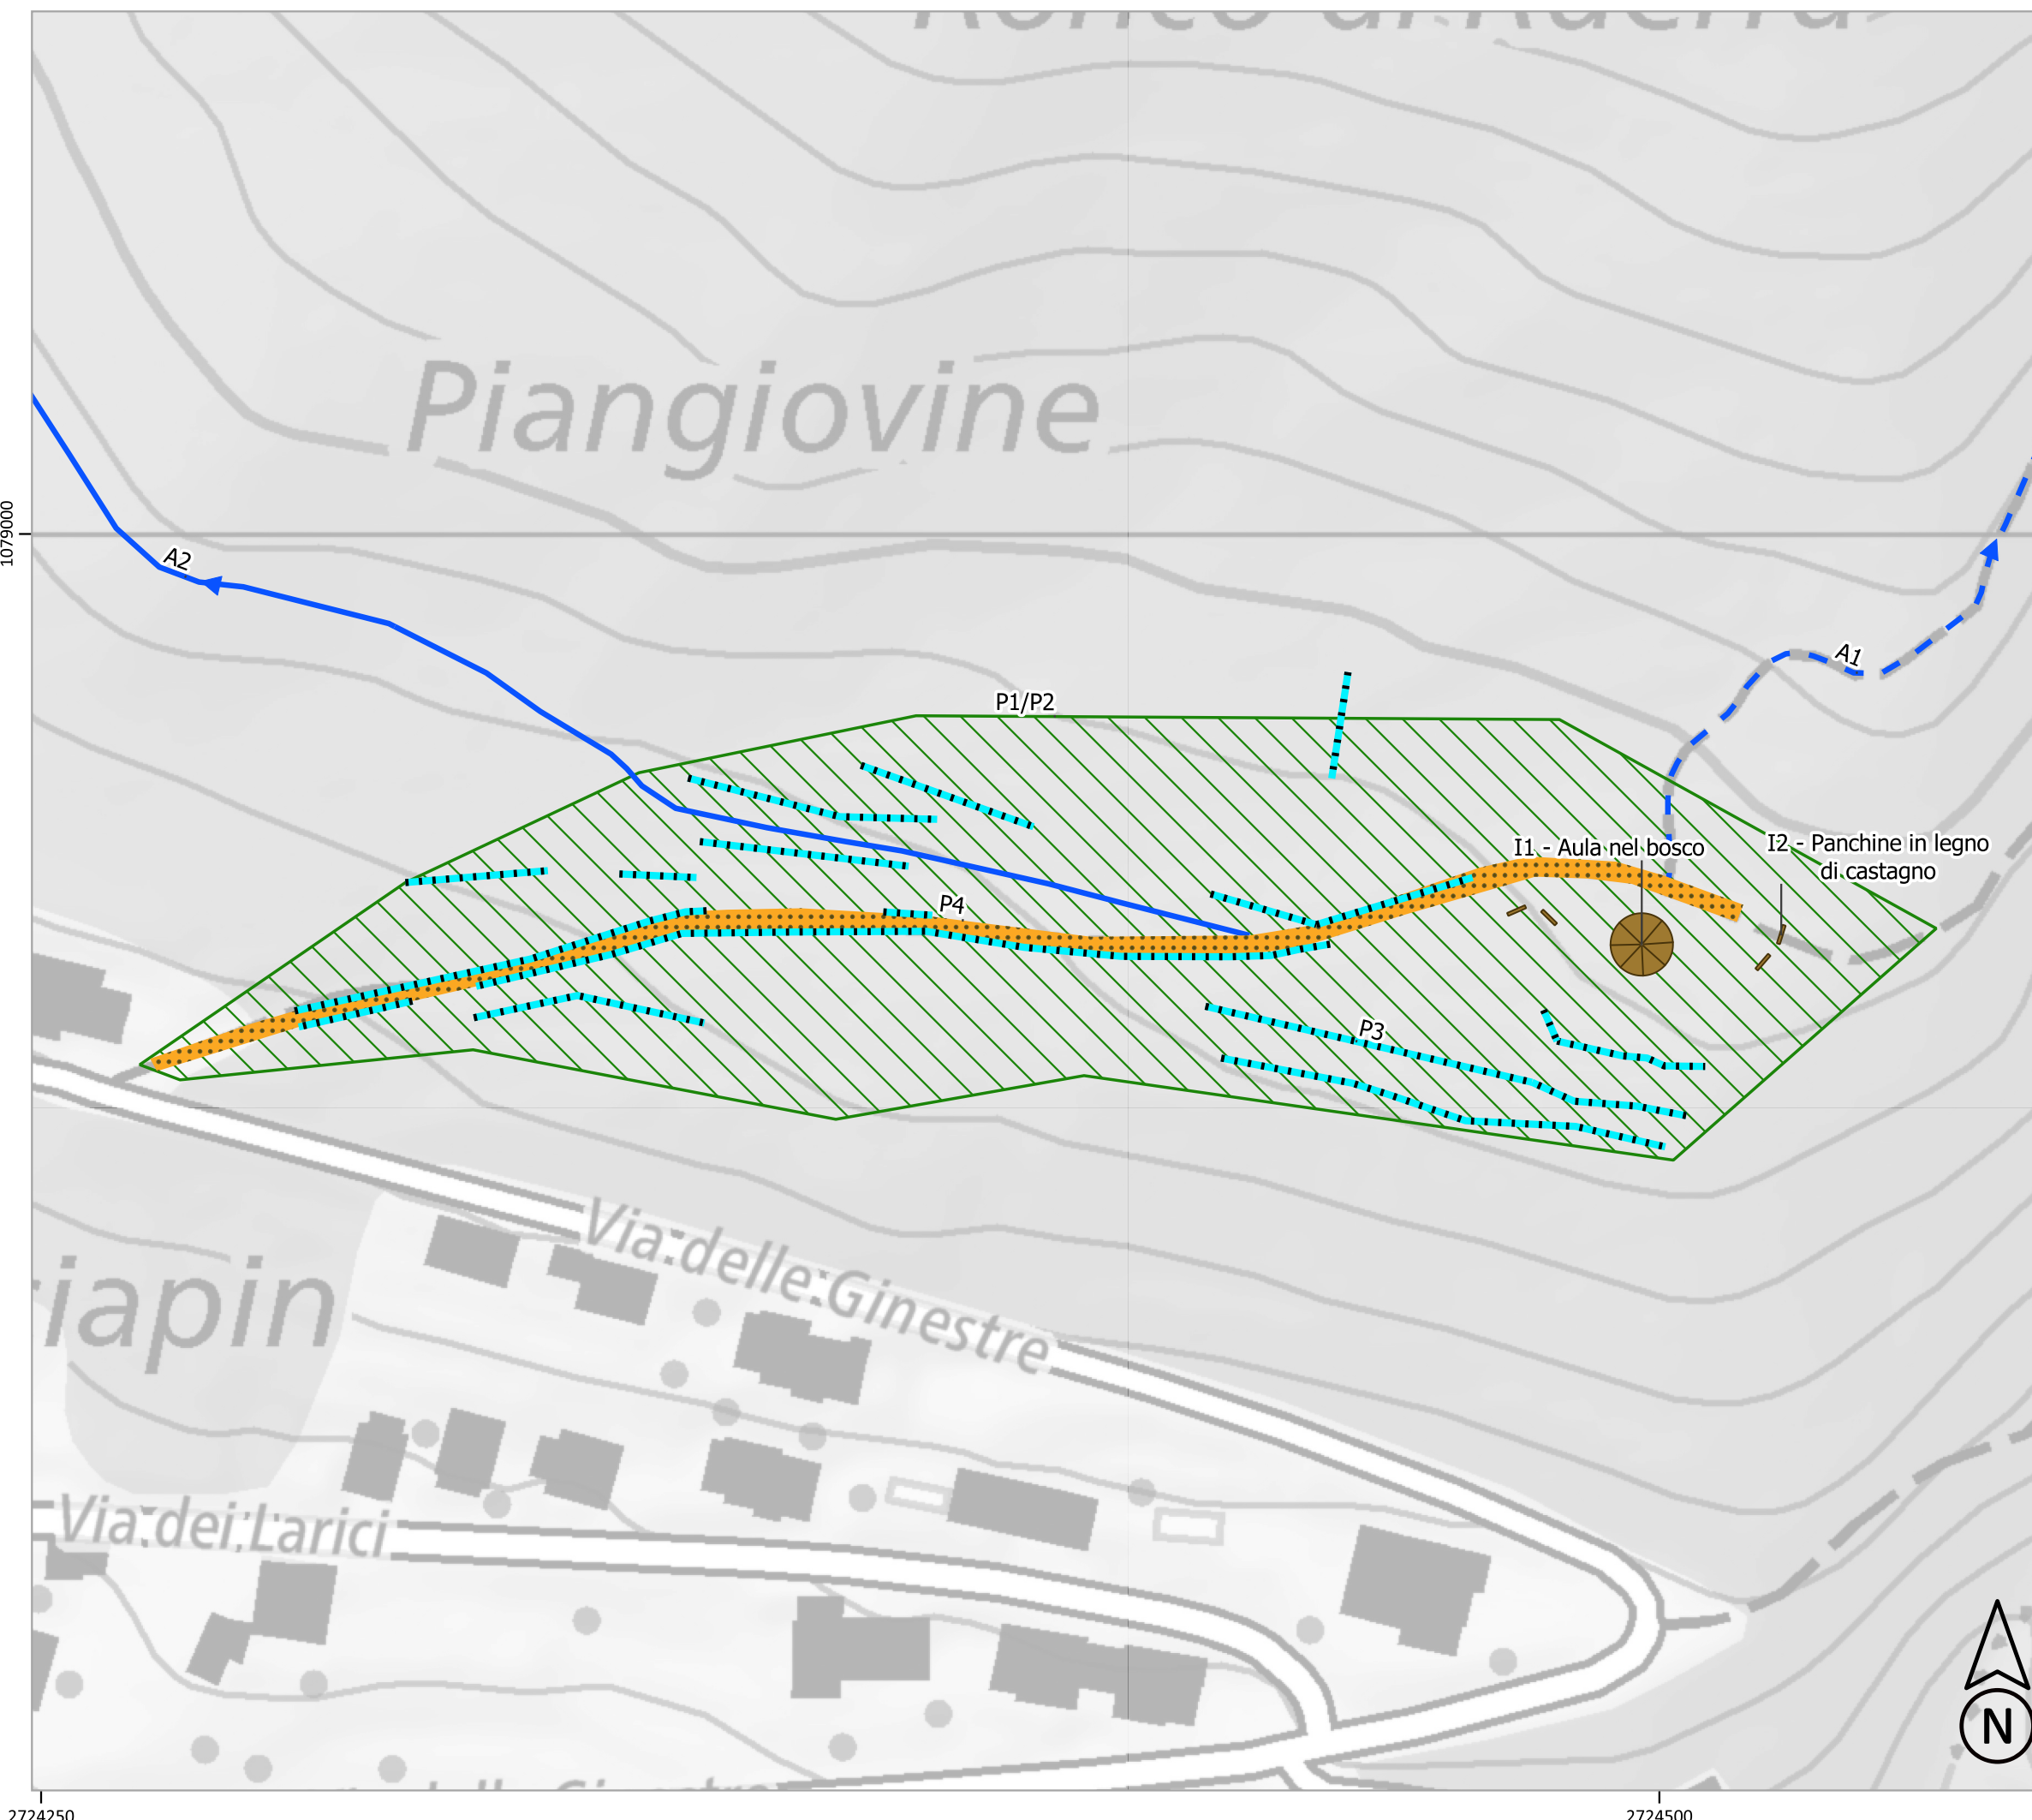 Piangiovine
1079000
A2
A1
P1/P2
I1 - Aula nel bosco
I2 - Panchine in legno
di castagno
P4
P3
Via delle Ginestre
iapin
Via dei Larici
N
2724250
2724500